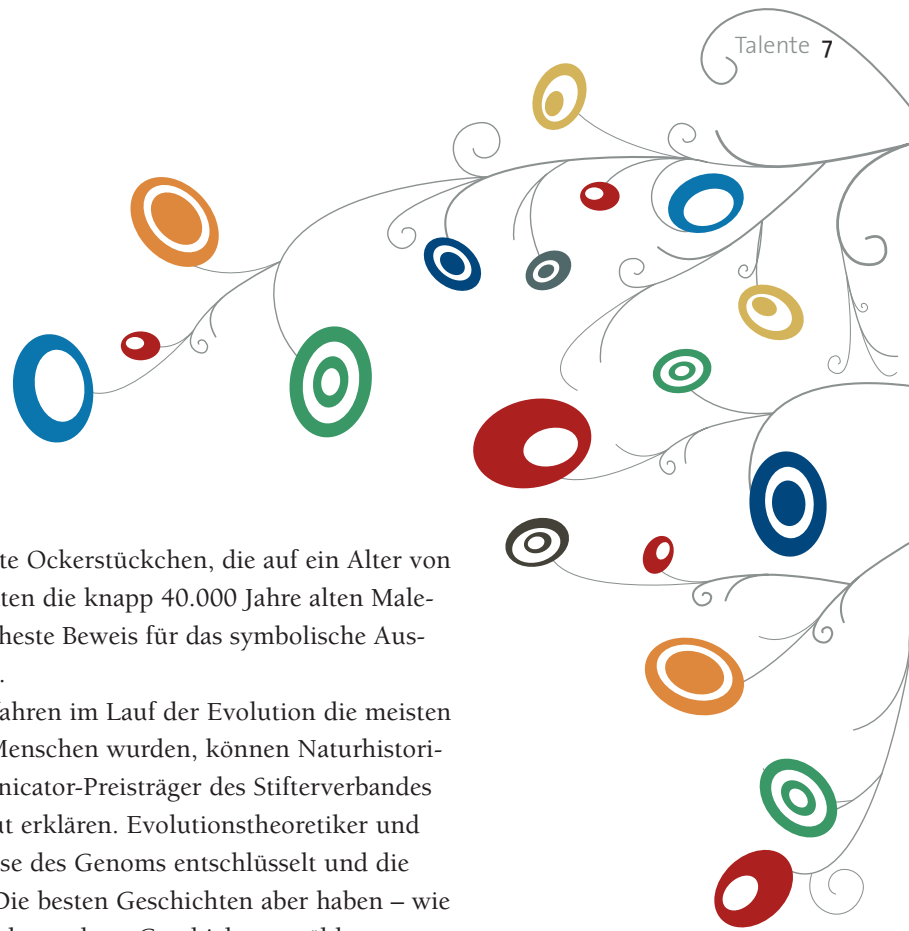 Talente 7
te Ockerstückchen, die auf ein Alter von
ten die knapp 40.000 Jahre alten Male-
heste Beweis für das symbolische Aus-
.
ahren im Lauf der Evolution die meisten
Menschen wurden, können Naturhistori-
nicator-Preisträger des Stifterverbandes
ut erklären. Evolutionstheoretiker und
se des Genoms entschlüsselt und die
Die besten Geschichten aber haben – wie